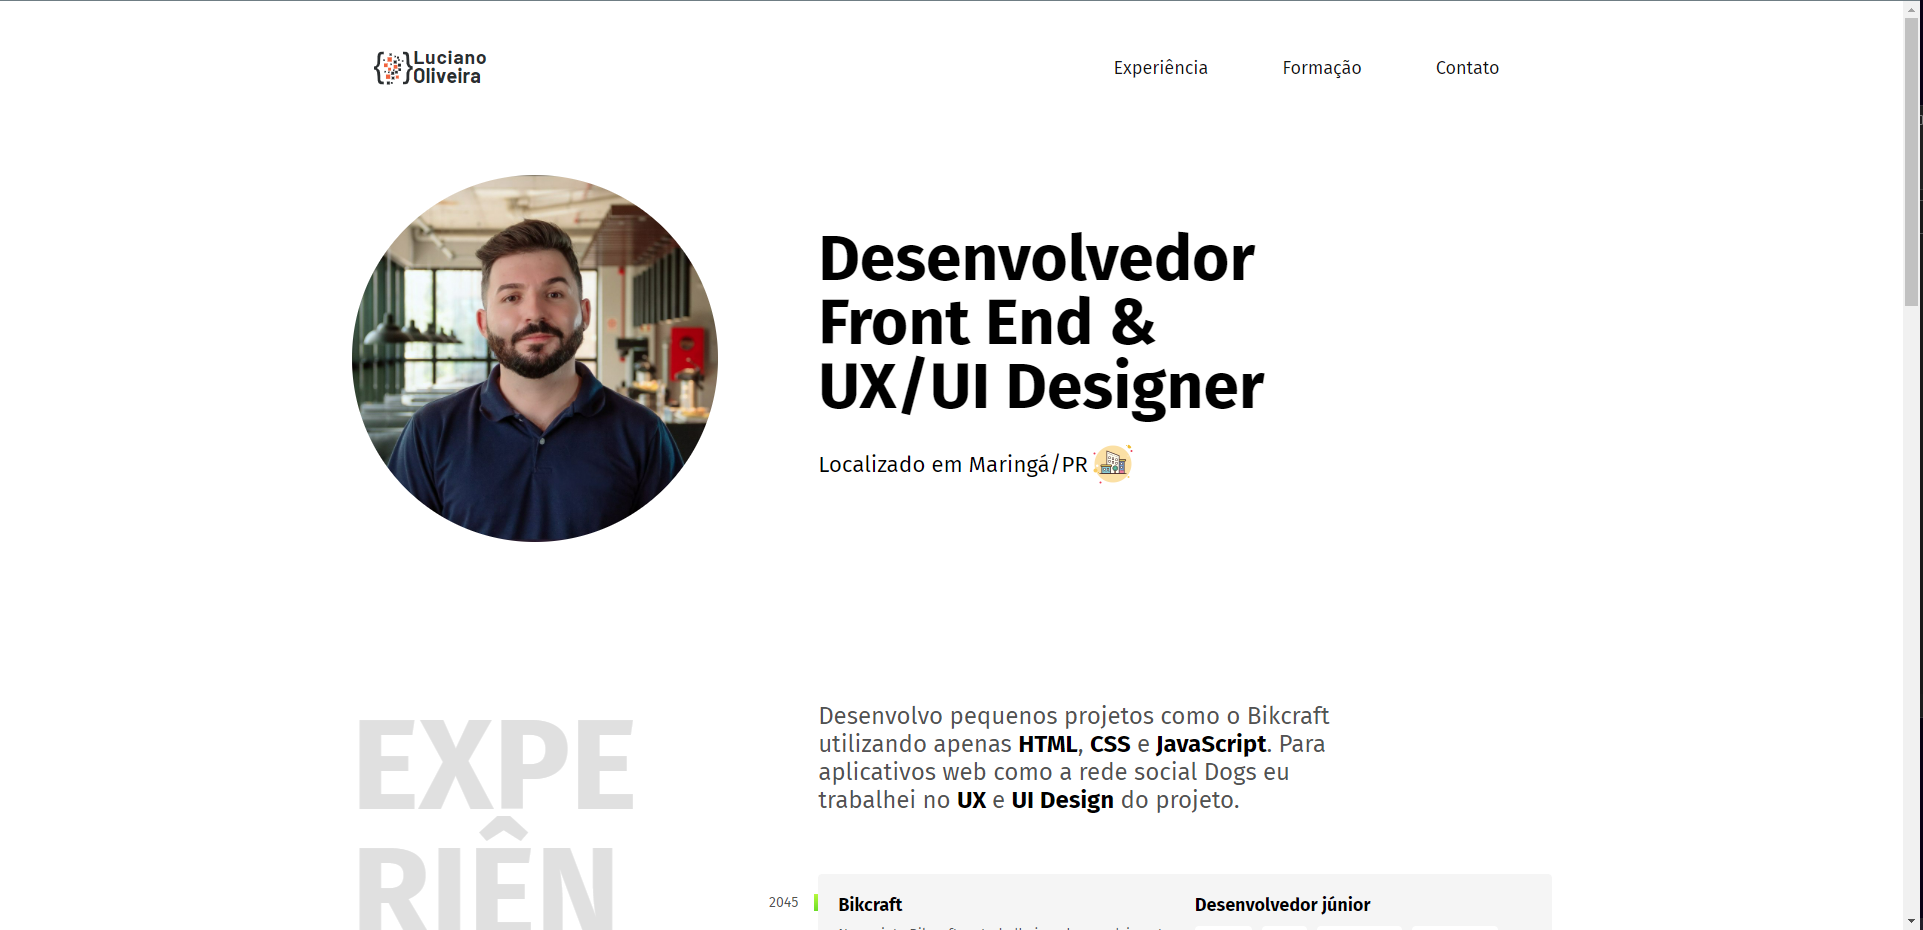 Luciano
Oliveira
Experiência
Formação
Contato
Desenvolvedor
Front End &
UX/UI Designer
Localizado em Maringá/PR
Desenvolvo pequenos projetos como o Bikcraft
utilizando apenas HTML, CSS e JavaScript. Para
aplicativos web como a rede social Dogs eu
trabalhei no UX e UI Design do projeto.
EXPE
RIÊN
2045
Bikcraft
Desenvolvedor júnior